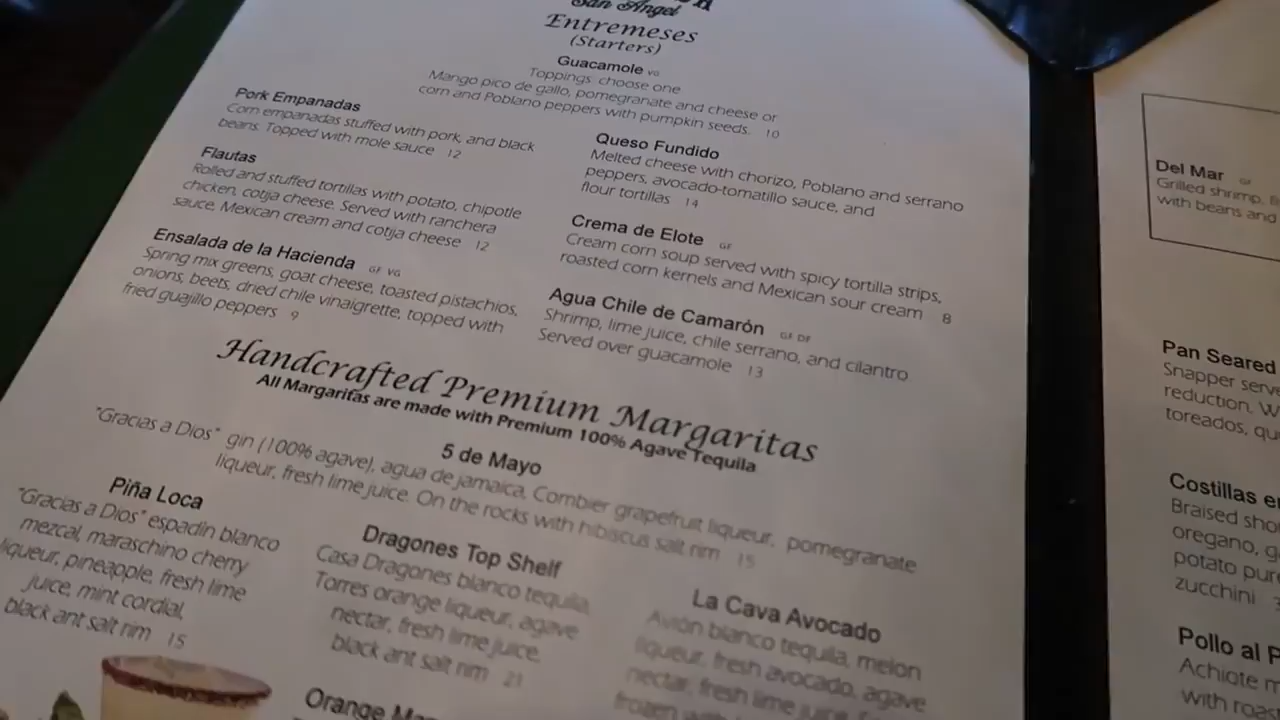 San Angel
Entremeses
(Starters)
Guacamole VG
Toppings: choose one
Mango pico de gallo, pomegranate and cheese or
corn and Poblano peppers with pumpkin seeds. 10
Pork Empanadas
Corn empanadas stuffed with pork, and black
beans. Topped with mole sauce 12
Flautas
Rolled and stuffed tortillas with potato, chipotle
chicken, cotija cheese. Served with ranchera
sauce, Mexican cream and cotija cheese 12
Ensalada de la Hacienda GF VG
Spring mix greens, goat cheese, toasted pistachios,
onions, beets, dried chile vinaigrette, topped with
fried guajillo peppers 9
Queso Fundido
Melted cheese with chorizo, Poblano and serrano
peppers, avocado-tomatillo sauce, and
flour tortillas 14
Crema de Elote GF
Cream corn soup served with spicy tortilla strips,
roasted corn kernels and Mexican sour cream 8
Agua Chile de Camarón GF DF
Shrimp, lime juice, chile serrano, and cilantro
Served over guacamole 13
Handcrafted Premium Margaritas
All Margaritas are made with Premium 100% Agave Tequila
5 de Mayo
"Gracias a Dios" gin (100% agave), agua de jamaica, Combier grapefruit liqueur, pomegranate
liqueur, fresh lime juice. On the rocks with hibiscus salt rim 15
Piña Loca
"Gracias a Dios" espadín blanco
mezcal, maraschino cherry
liqueur, pineapple, fresh lime
juice, mint cordial,
black ant salt rim 15
Dragones Top Shelf
Casa Dragones blanco tequila,
Torres orange liqueur, agave
nectar, fresh lime juice,
black ant salt rim 21
La Cava Avocado
Avión blanco tequila, melon
liqueur, fresh avocado, agave
nectar, fresh lime juice.
frozen with
Orange
Del Mar GF
Grilled shrimp,
with beans and
Pan Seared
Snapper
reduction.
toreados,
Costillas
Braised
oregano,
potato
zucchini
Pollo al
Achiote
with